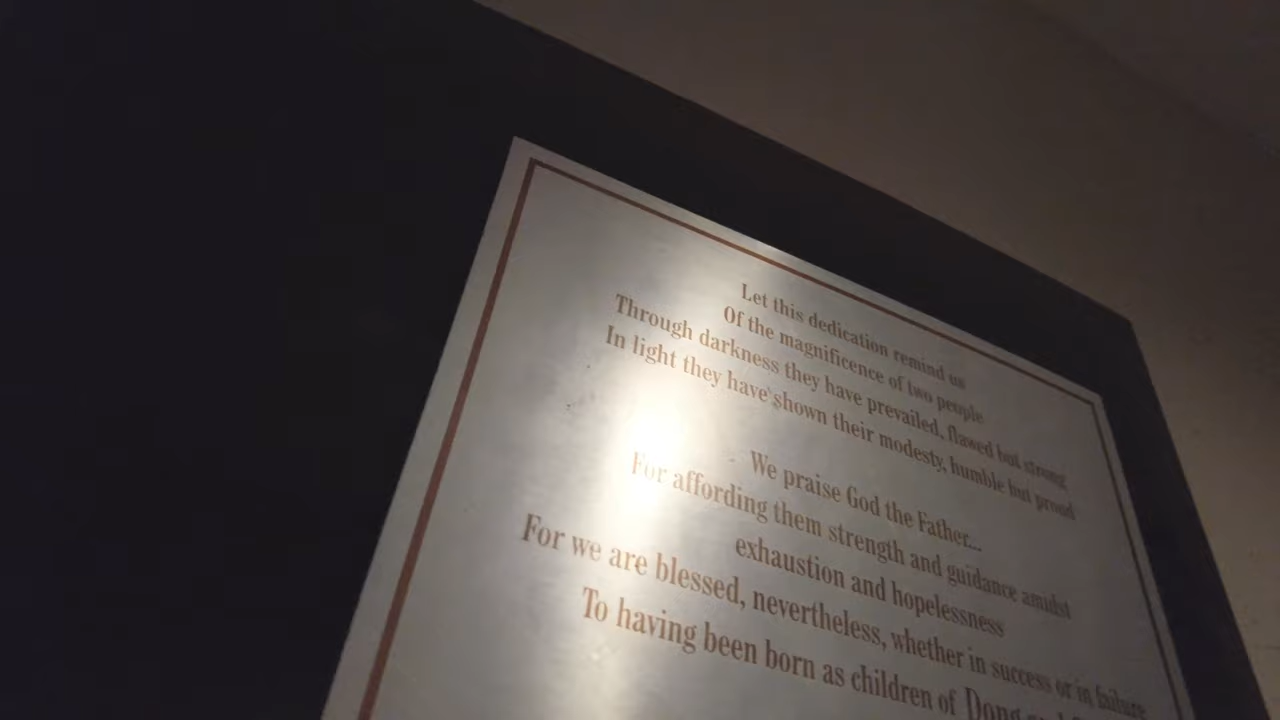 Let this dedication remind us
Of the magnificence of two people
Through darkness they have prevailed, flawed but strong
In light they have shown their modesty, humble but proud
We praise God the Father...
For affording them strength and guidance amidst
exhaustion and hopelessness
For we are blessed, nevertheless, whether in success or in failure
To having been born as children of Dong